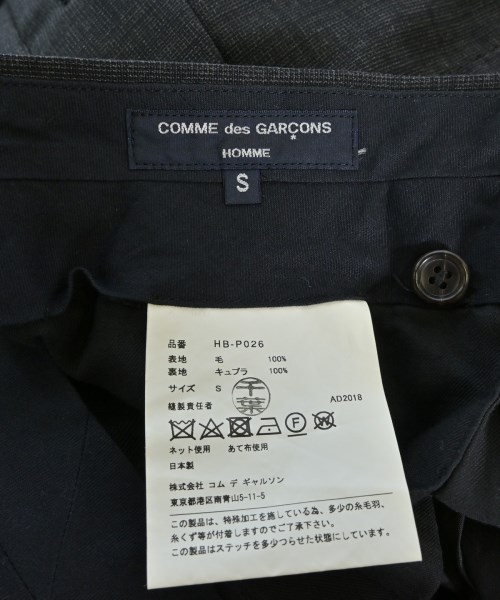 COMME des GARÇONS
HOMME
S
品番 HB-P026
表地 毛 100%
裏地 キュプラ 100%
サイズ S
千葉
縫製責任者
AD2018
F W
ネット使用 あて布使用
日本製
株式会社 コム デ ギャルソン
東京都港区南青山5-11-5
この製品は、特殊加工を施している為、多少の糸毛羽、
糸くず等が付着しますのでご了承下さい。
この製品はステッチを多少つらせた状態にしています。